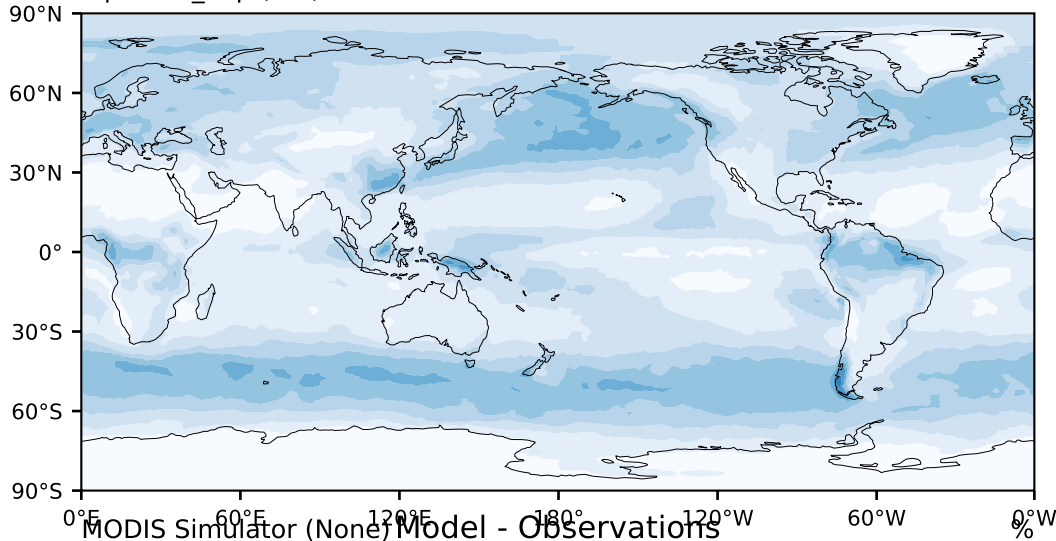 90°N
60°N
30°N
0°
30°S
60°S
90°S
0°E 60°E 120°E 180° 120°W 60°W 0°W
MODIS Simulator (None) Model - Observations %